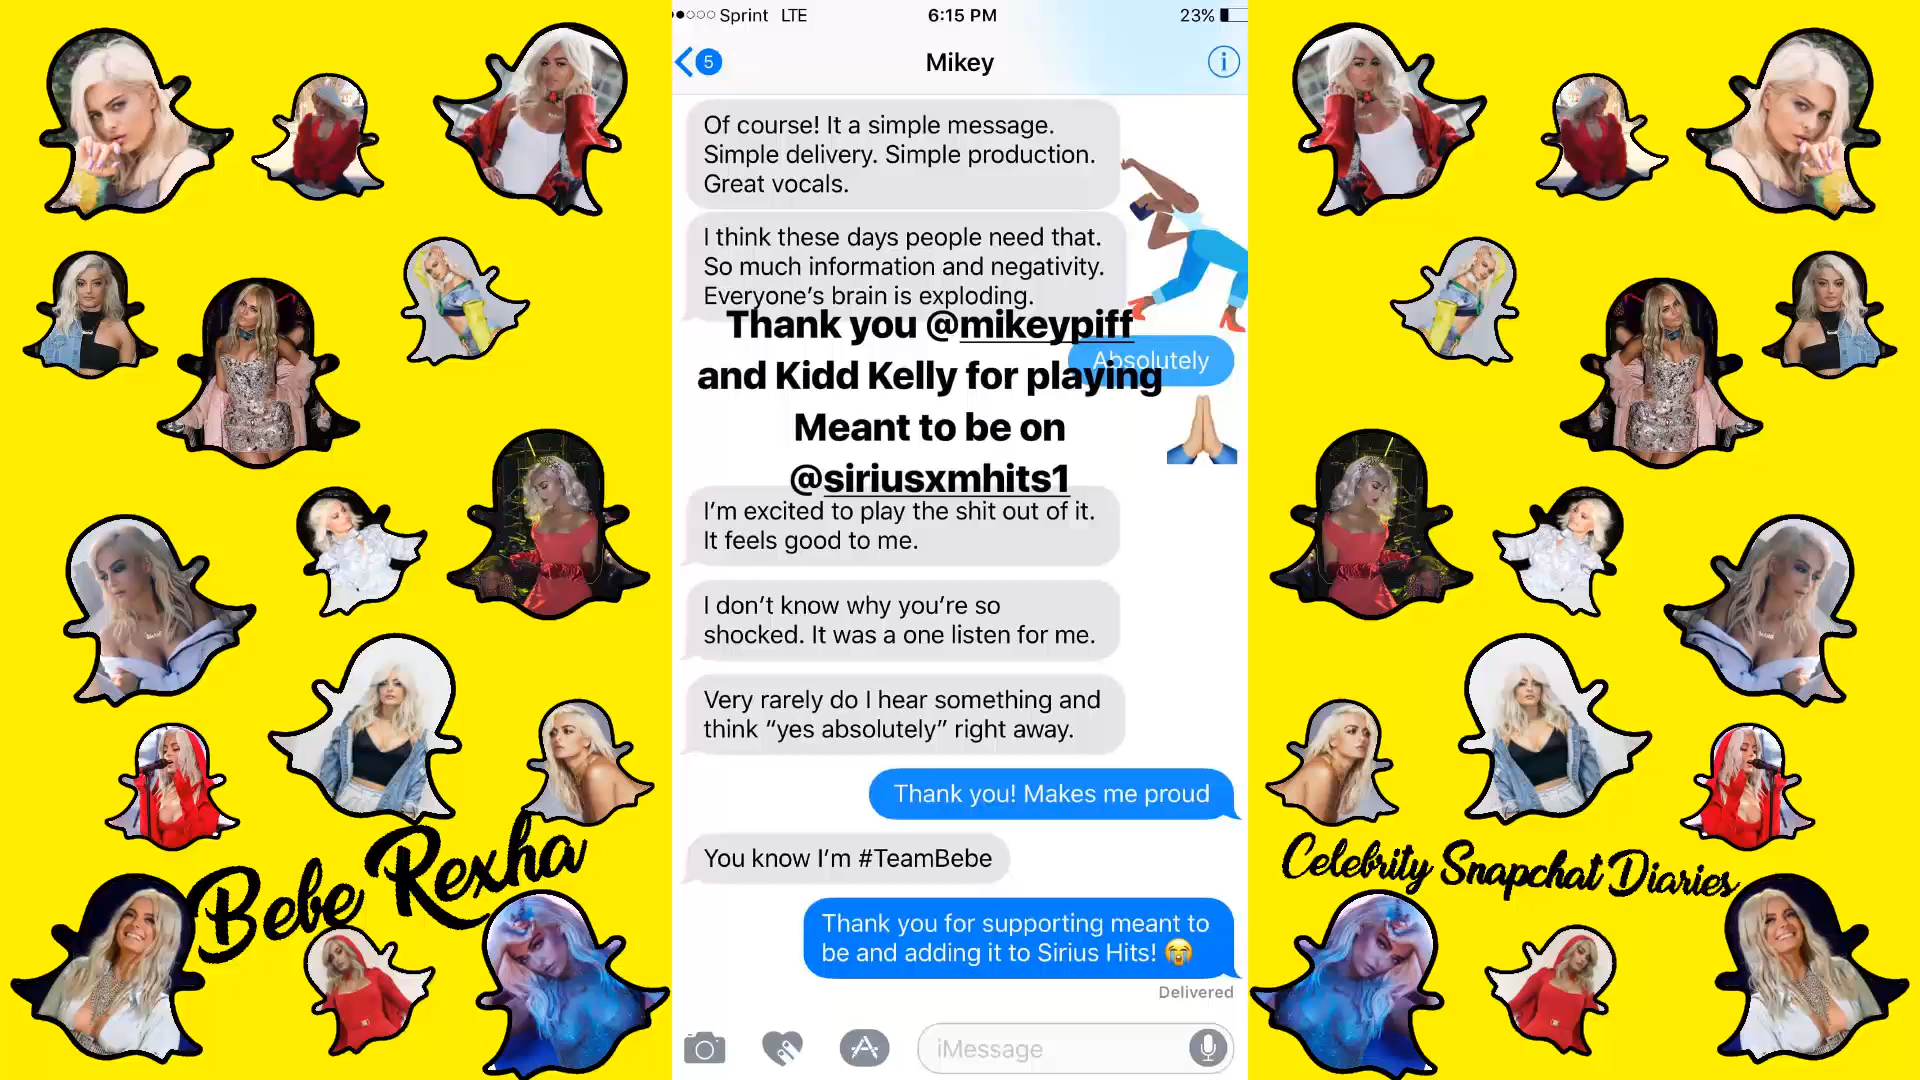 Sprint LTE 6:15 PM 23%
5 Mikey i
Of course! It a simple message.
Simple delivery. Simple production.
Great vocals.
I think these days people need that.
So much information and negativity.
Everyone's brain is exploding.
Thank you @mikeypiff
Absolutely
and Kidd Kelly for playing
Meant to be on
@siriusxmhits1
I'm excited to play the shit out of it.
It feels good to me.
I don't know why you're so
shocked. It was a one listen for me.
Very rarely do I hear something and
think “yes absolutely” right away.
Thank you! Makes me proud
You know I'm #TeamBebe
Thank you for supporting meant to
be and adding it to Sirius Hits! 😭
Delivered
iMessage
Bebe Rexha
Celebrity Snapchat Diaries